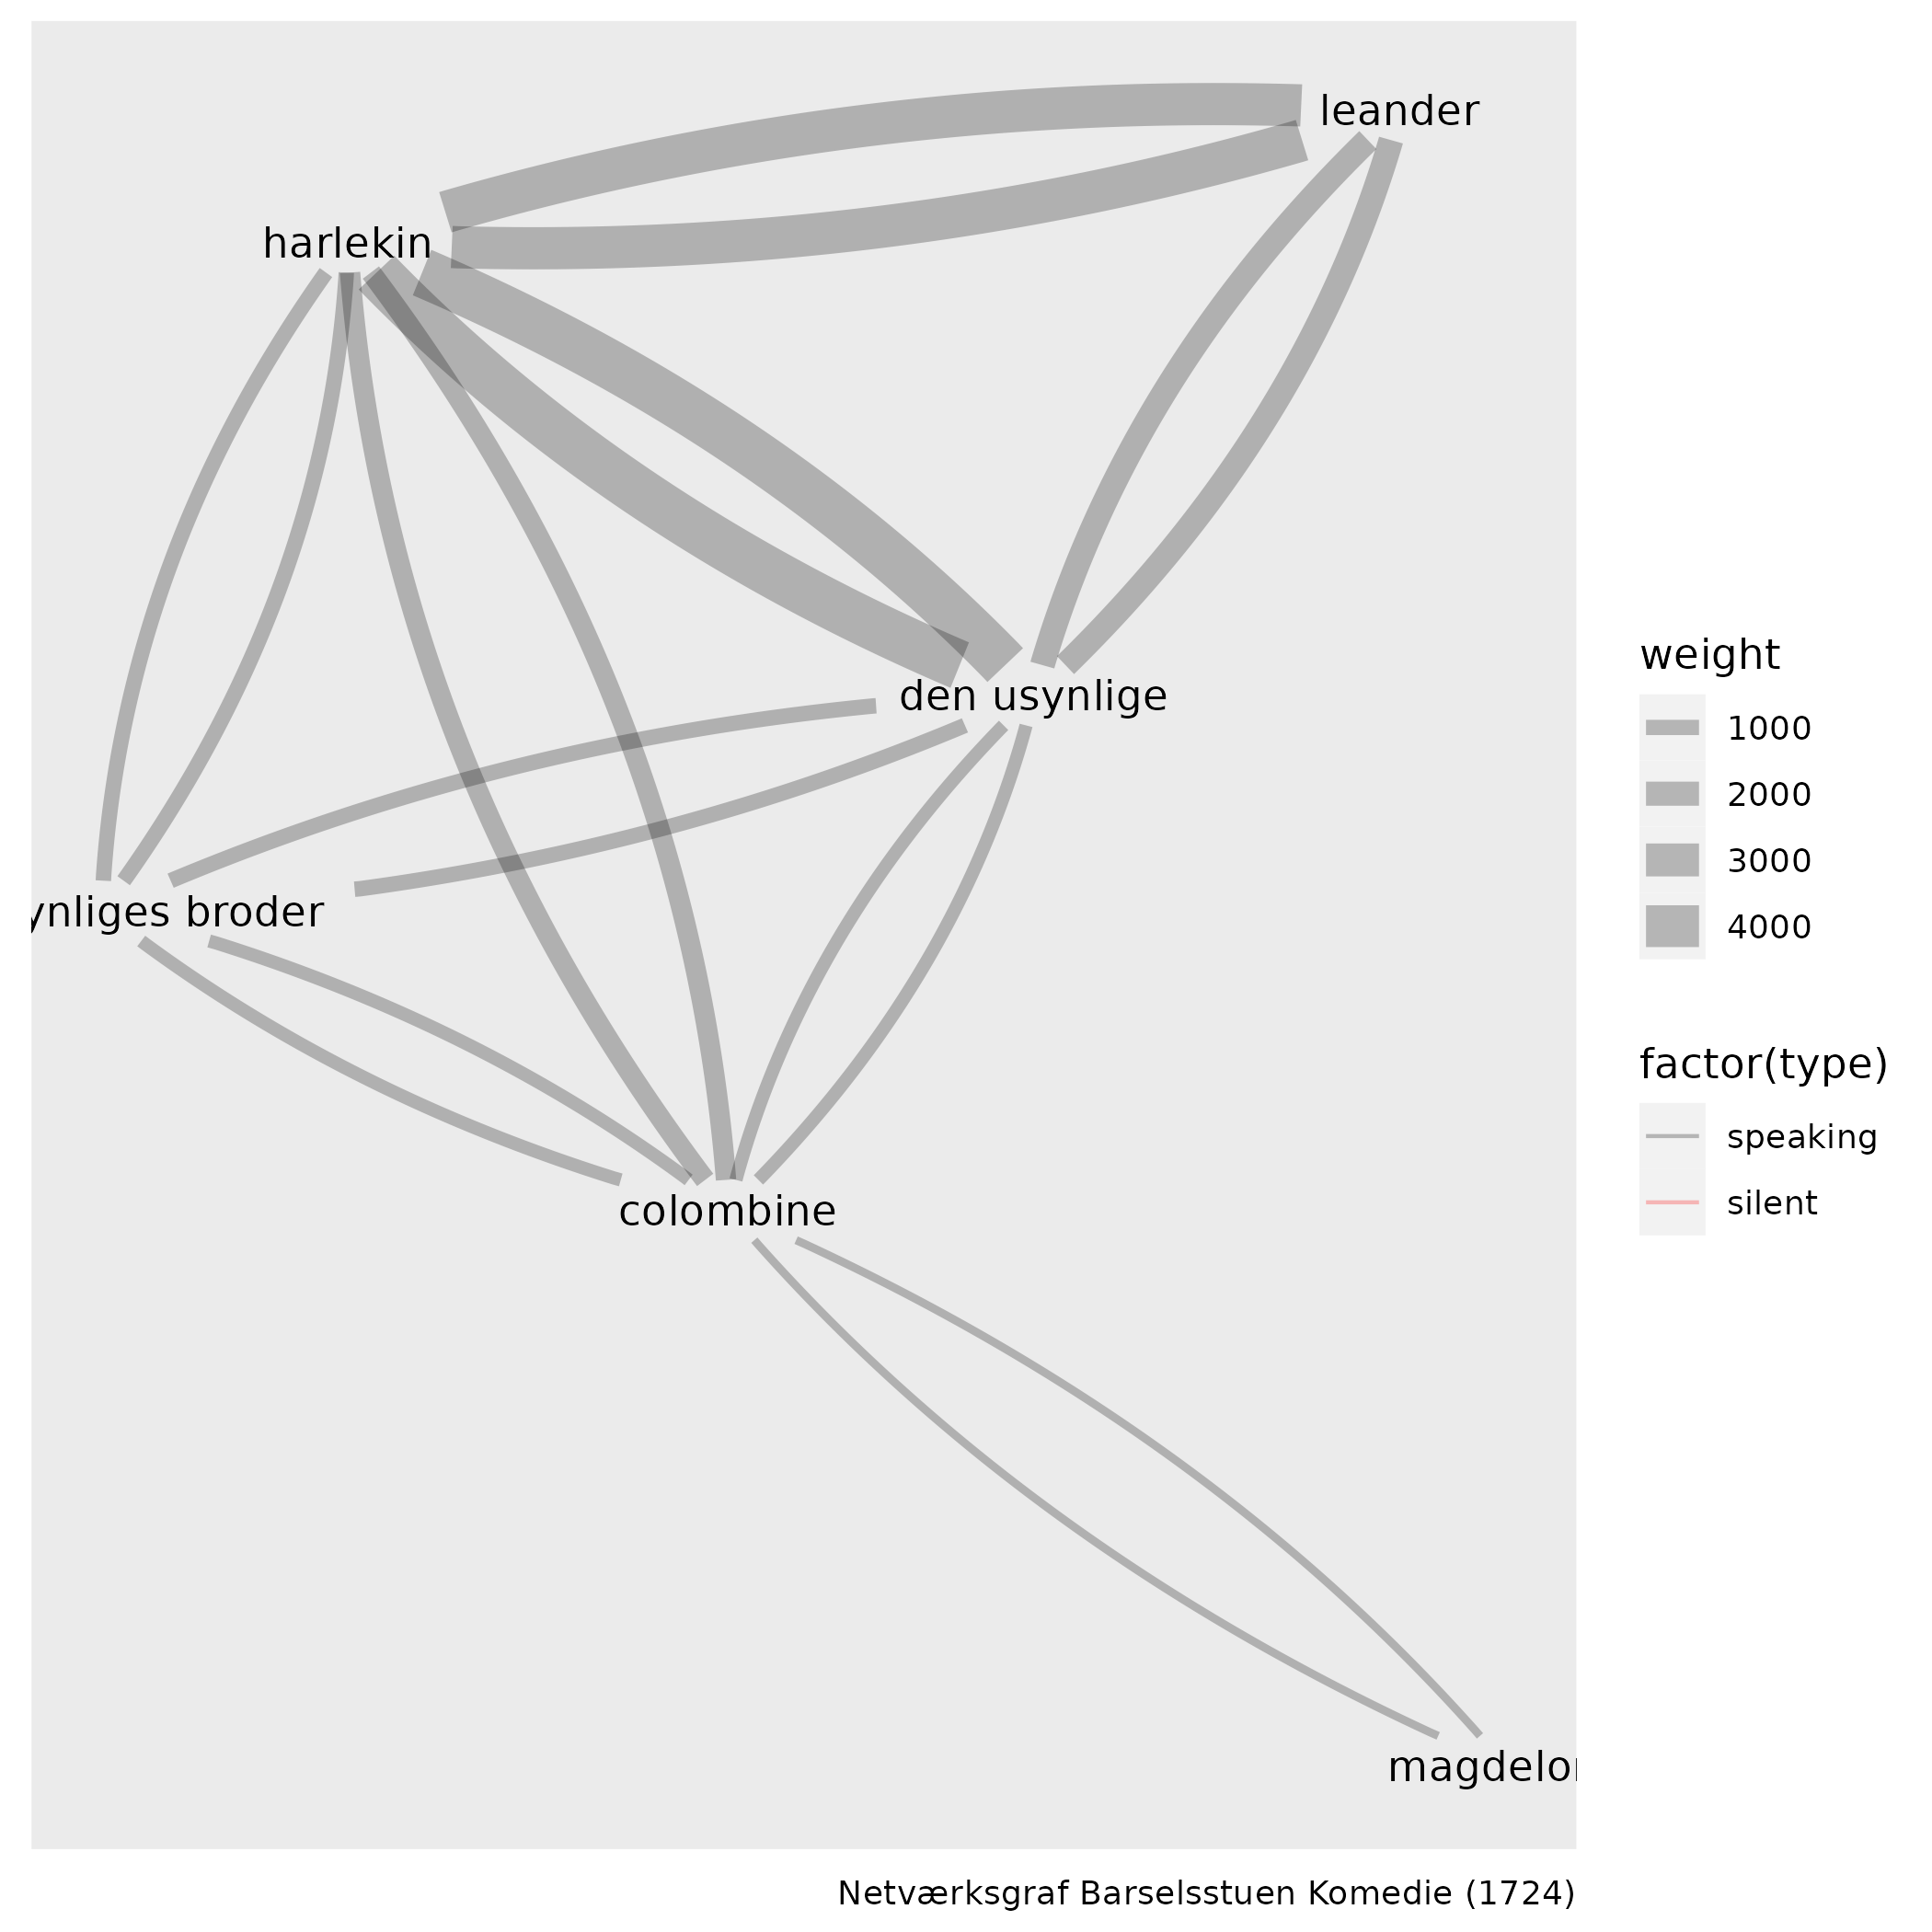 leander
harlekin
den usynlige
ynliges broder
colombine
magdelon
weight
1000
2000
3000
4000
factor(type)
speaking
silent
Netværksgraf Barselsstuen Komedie (1724)